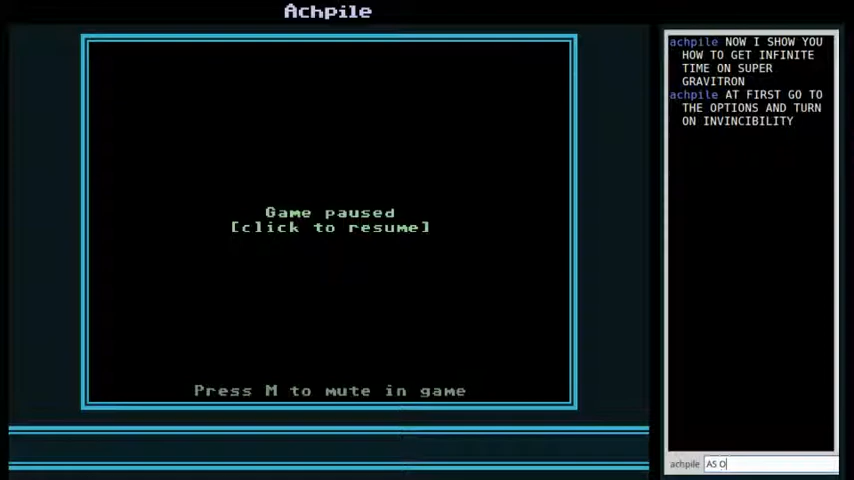 Achpile
achpile NOW I SHOW YOU
HOW TO GET INFINITE
TIME ON SUPER
GRAVITRON
achpile AT FIRST GO TO
THE OPTIONS AND TURN
ON INVINCIBILITY
Game paused
[click to resume]
Press M to mute in game
achpile AS O